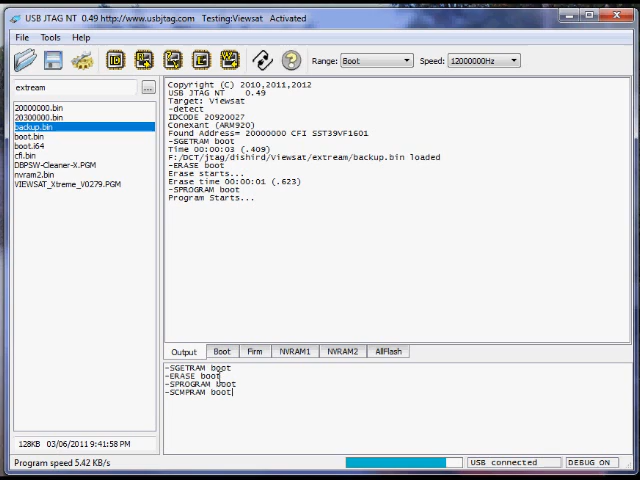 USB JTAG NT 0.49 http://www.usbjtag.com Testing:Viewsat Activated
File Tools Help
Range: Boot Speed: 12000000Hz
extream ...
20000000.bin
20300000.bin
backup.bin
boot.bin
boot.i64
cfi.bin
DBPSW-Cleaner-X.PGM
nvram2.bin
VIEWSAT_Xtreme_V0279.PGM
Copyright (C) 2010,2011,2012
USB JTAG NT 0.49
Target: Viewsat
-detect
IDCODE 20920027
Conexant (ARM920)
Found Address= 20000000 CFI SST39VF1601
-SGETRAM boot
Time 00:00:03 (.409)
F:/DCT/jtag/dishird/Viewsat/extream/backup.bin loaded
-ERASE boot
Erase starts...
Erase time 00:00:01 (.623)
-SPROGRAM boot
Program Starts...
Output Boot Firm NVRAM1 NVRAM2 AllFlash
-SGETRAM boot
-ERASE boot
-SPROGRAM boot
-SCMPRAM boot
128KB 03/06/2011 9:41:58 PM
Program speed 5.42 KB/s USB connected DEBUG ON